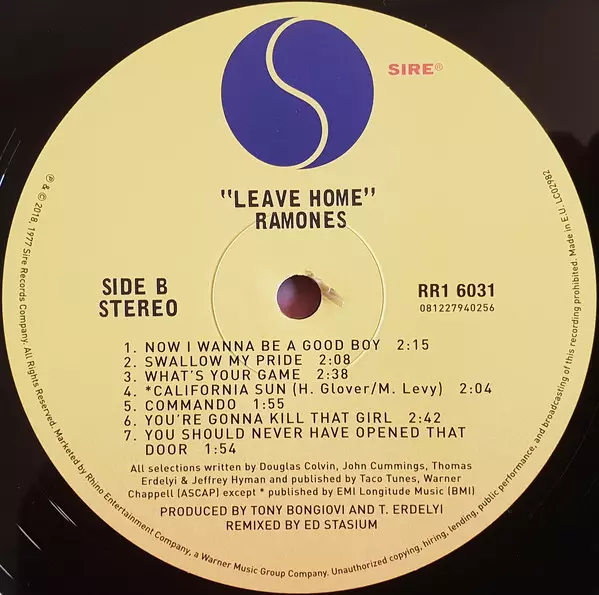 SIRE®
"LEAVE HOME"
RAMONES
SIDE B
STEREO
RR1 6031
081227940256
1. NOW I WANNA BE A GOOD BOY 2:15
2. SWALLOW MY PRIDE 2:08
3. WHAT'S YOUR GAME 2:38
4. *CALIFORNIA SUN (H. Glover/M. Levy) 2:04
5. COMMANDO 1:55
6. YOU'RE GONNA KILL THAT GIRL 2:42
7. YOU SHOULD NEVER HAVE OPENED THAT
DOOR 1:54
All selections written by Douglas Colvin, John Cummings, Thomas
Erdelyi & Jeffrey Hyman and published by Taco Tunes, Warner
Chappell (ASCAP) except * published by EMI Longitude Music (BMI)
PRODUCED BY TONY BONGIOVI AND T. ERDELYI
REMIXED BY ED STASIUM
℗ & © 2018, 1977 Sire Records Company. All Rights Reserved. Marketed by Rhino Entertainment Company, a Warner Music Group Company. Unauthorized copying, hiring, lending, public performance, and broadcasting of this recording prohibited. Made in E.U. LC02982